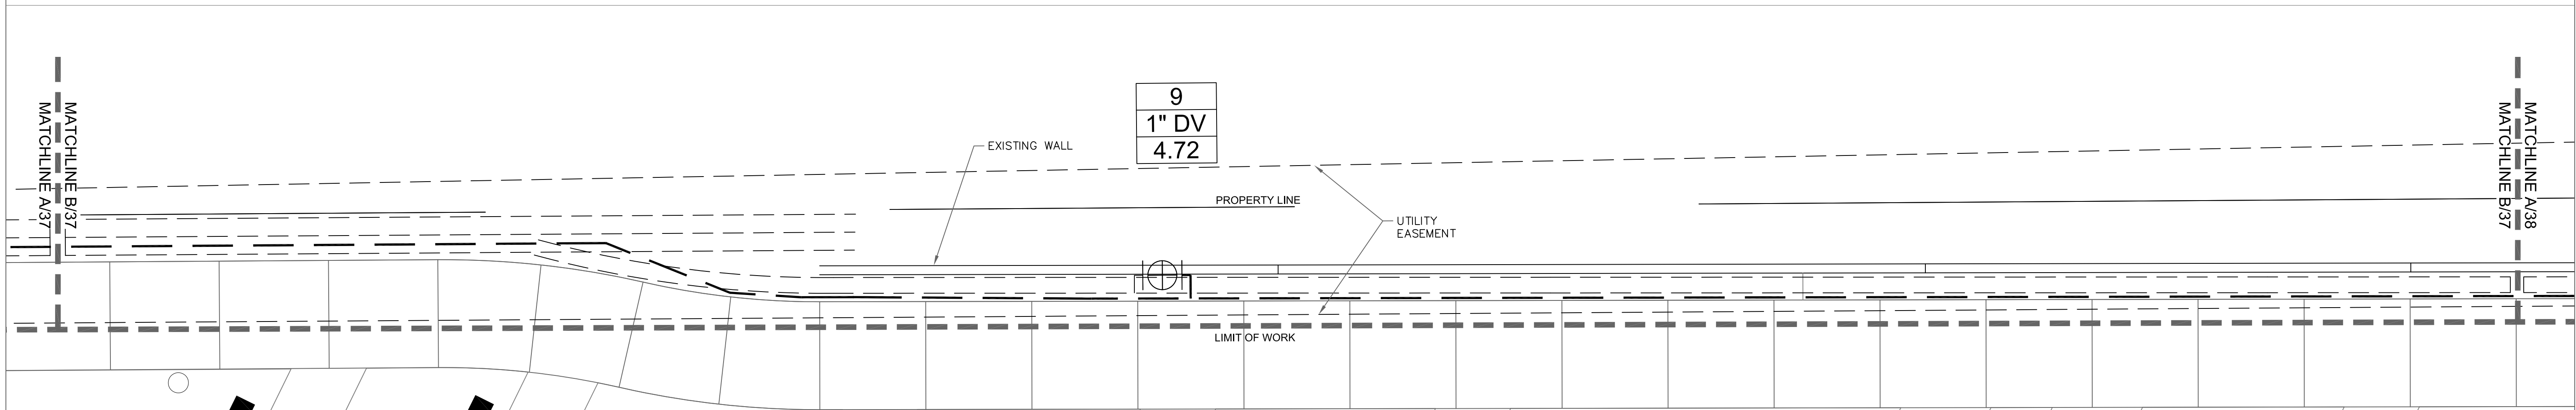 MATCHLINE A/37
MATCHLINE B/37
9
1" DV
4.72
EXISTING WALL
PROPERTY LINE
UTILITY
EASEMENT
LIMIT OF WORK
MATCHLINE B/37
MATCHLINE A/38